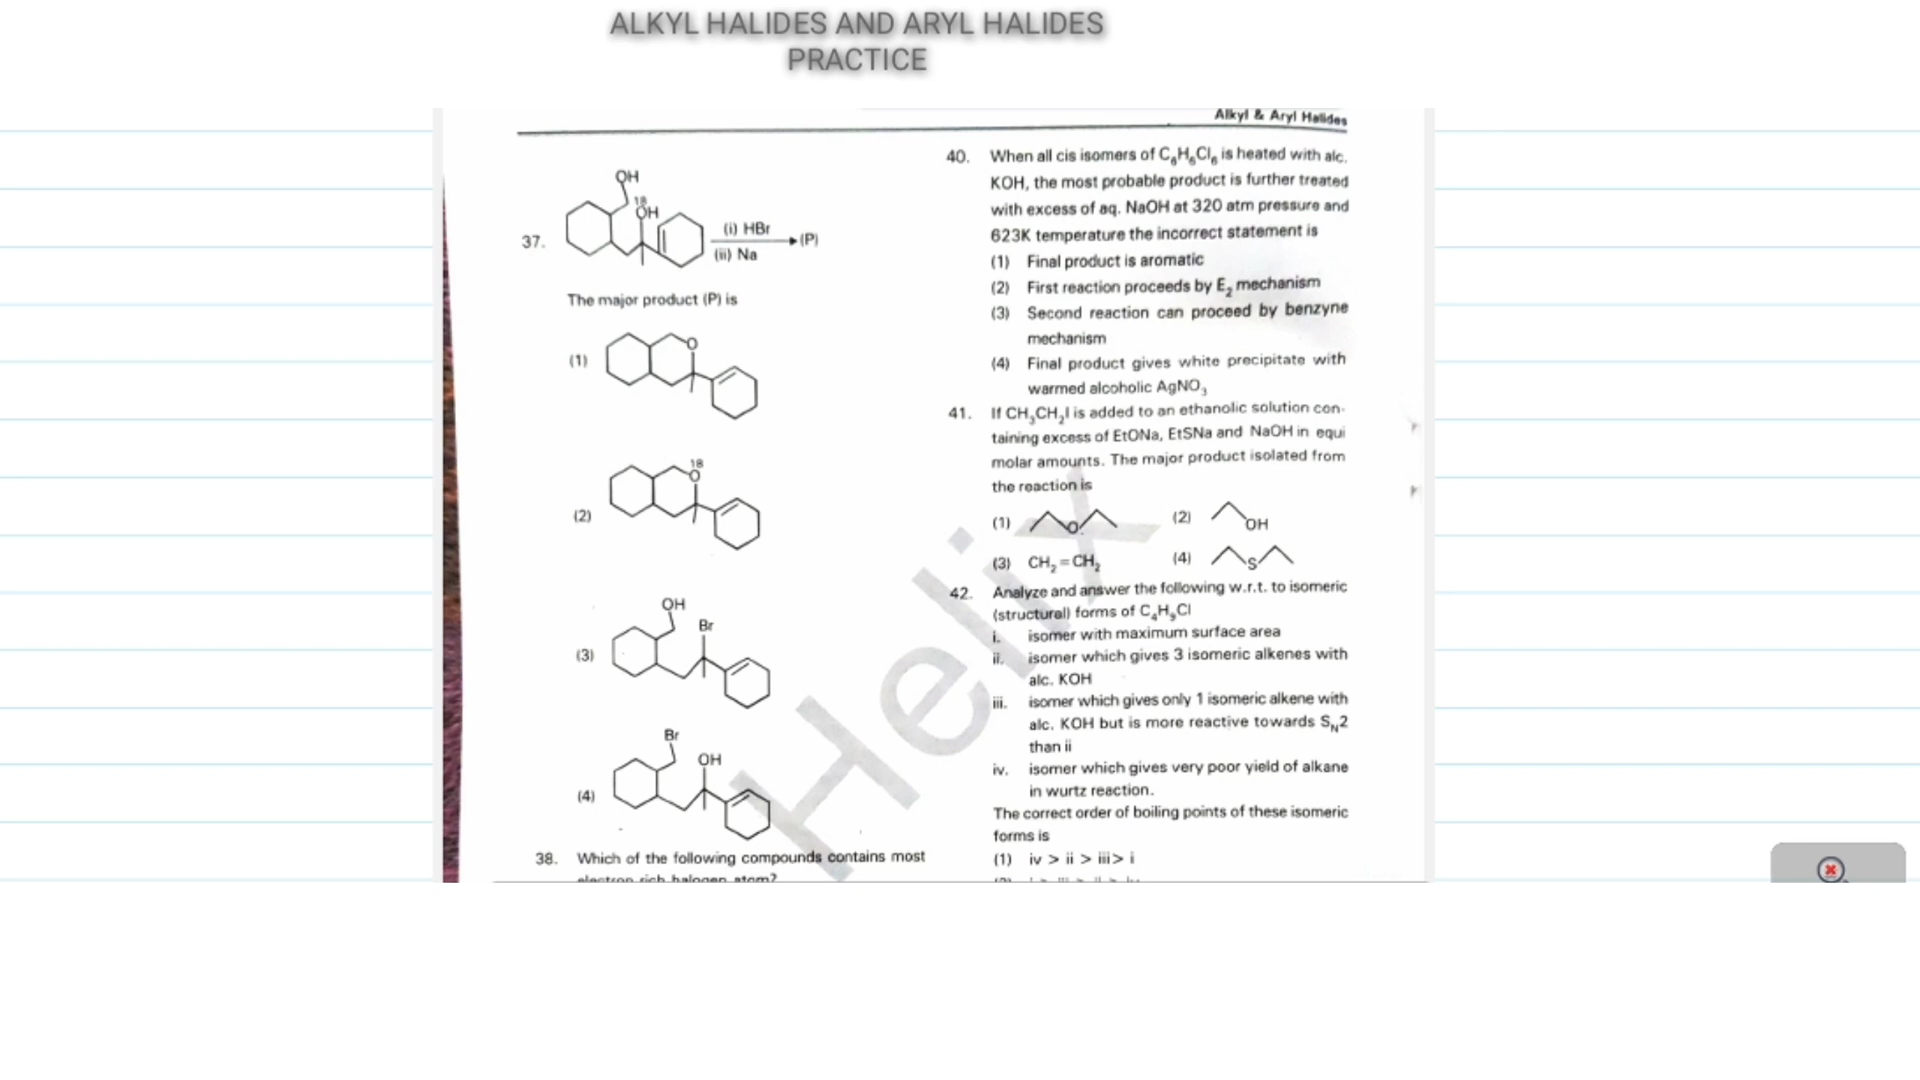 ALKYL HALIDES AND ARYL HALIDES
PRACTICE
Alkyl & Aryl Halides
37.
OH
18
OH
(i) HBr
(ii) Na
(P)
The major product (P) is
(1)
O
(2)
18
O
(3)
OH
Br
(4)
Br
OH
38. Which of the following compounds contains most
electron rich halogen atom?
40. When all cis isomers of C₆H₆Cl₆ is heated with alc.
KOH, the most probable product is further treated
with excess of aq. NaOH at 320 atm pressure and
623K temperature the incorrect statement is
(1) Final product is aromatic
(2) First reaction proceeds by E₂ mechanism
(3) Second reaction can proceed by benzyne
mechanism
(4) Final product gives white precipitate with
warmed alcoholic AgNO₃
41. If CH₃CH₂I is added to an ethanolic solution con-
taining excess of EtONa, EtSNa and NaOH in equi
molar amounts. The major product isolated from
the reaction is
(1) O
(2) OH
(3) CH₂=CH₂
(4) S
42. Analyze and answer the following w.r.t. to isomeric
(structural) forms of C₄H₉Cl
i. isomer with maximum surface area
ii. isomer which gives 3 isomeric alkenes with
alc. KOH
iii. isomer which gives only 1 isomeric alkene with
alc. KOH but is more reactive towards S_N2
than ii
iv. isomer which gives very poor yield of alkane
in wurtz reaction.
The correct order of boiling points of these isomeric
forms is
(1) iv > ii > iii > i
Helix